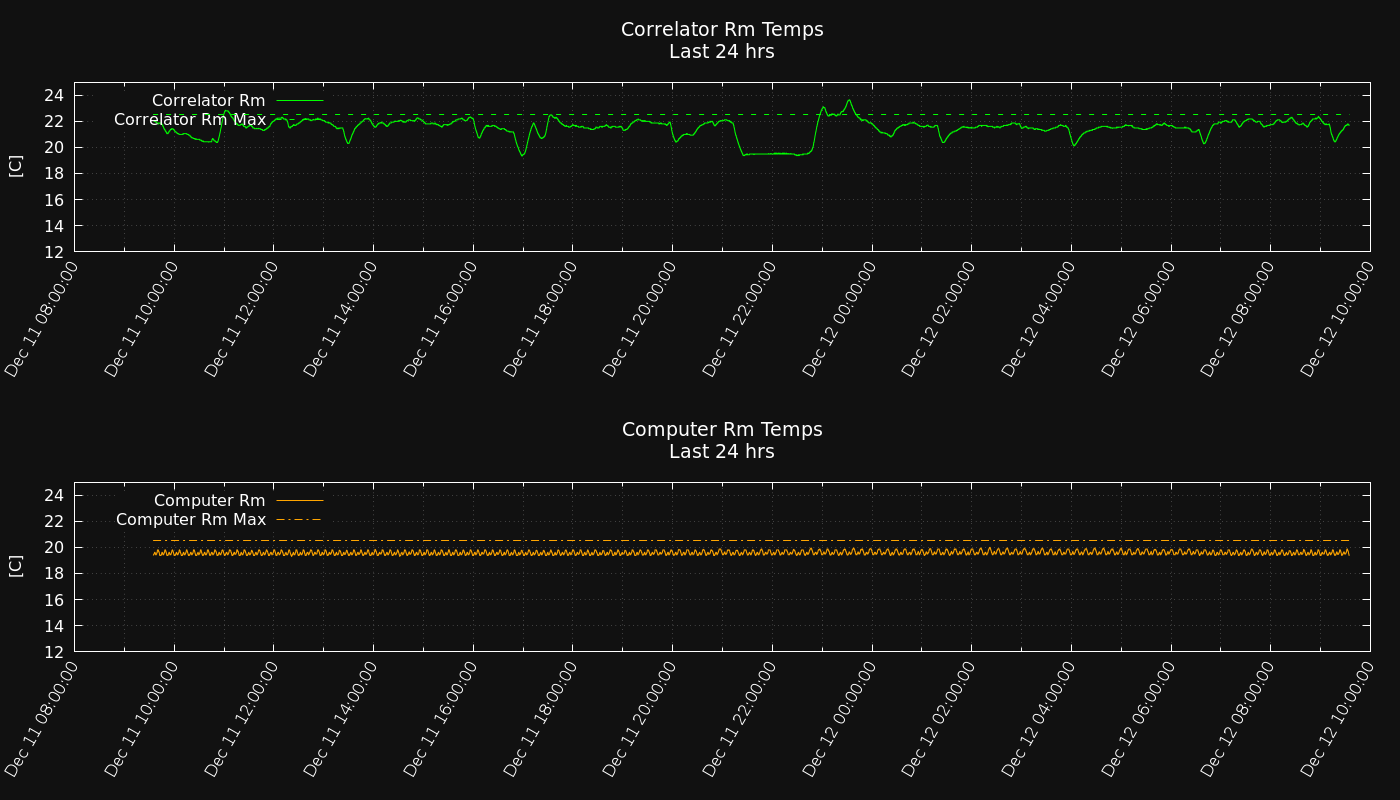 Correlator Rm Temps
Last 24 hrs
Correlator Rm
Correlator Rm Max
[C]
24
22
20
18
16
14
12
Dec 11 08:00:00
Dec 11 10:00:00
Dec 11 12:00:00
Dec 11 14:00:00
Dec 11 16:00:00
Dec 11 18:00:00
Dec 11 20:00:00
Dec 11 22:00:00
Dec 12 00:00:00
Dec 12 02:00:00
Dec 12 04:00:00
Dec 12 06:00:00
Dec 12 08:00:00
Dec 12 10:00:00
Computer Rm Temps
Last 24 hrs
Computer Rm
Computer Rm Max
[C]
24
22
20
18
16
14
12
Dec 11 08:00:00
Dec 11 10:00:00
Dec 11 12:00:00
Dec 11 14:00:00
Dec 11 16:00:00
Dec 11 18:00:00
Dec 11 20:00:00
Dec 11 22:00:00
Dec 12 00:00:00
Dec 12 02:00:00
Dec 12 04:00:00
Dec 12 06:00:00
Dec 12 08:00:00
Dec 12 10:00:00